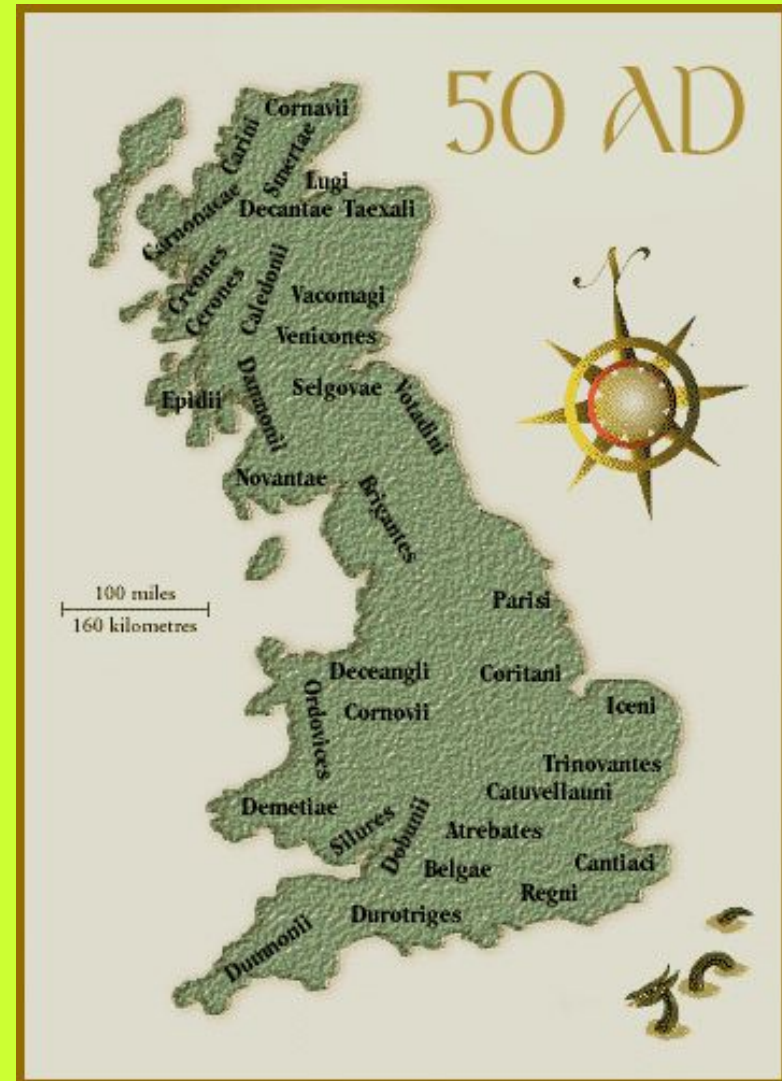 50 AD
N
Cornavii
Carini
Smertae
Lugi
Carnonacae
Decantae Taexali
Creones
Cerones
Caledonii
Vacomagi
Venicones
Damnonii
Epidii
Selgovae
Votadini
Novantae
Brigantes
100 miles
160 kilometres
Parisi
Deceangli
Coritani
Ordovices
Cornovii
Iceni
Trinovantes
Catuvellauni
Demetiae
Silures
Dobunii
Atrebates
Belgae
Cantiaci
Regni
Durotriges
Dumnonii